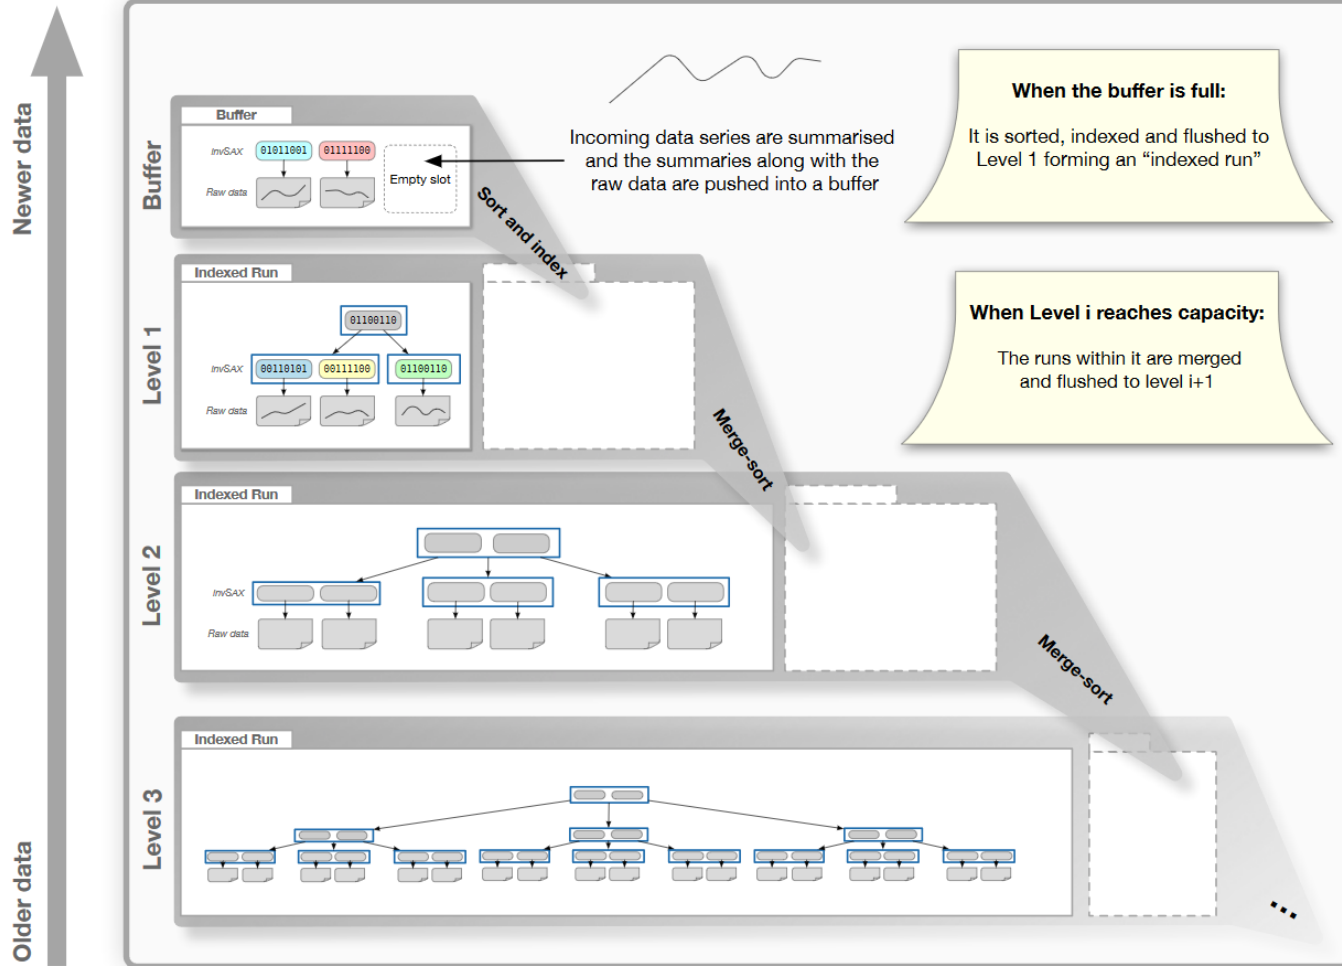 Newer data
Older data
Buffer
Buffer
InvSAX
01011001
01111100
Raw data
Empty slot
Incoming data series are summarised
and the summaries along with the
raw data are pushed into a buffer
When the buffer is full:
It is sorted, indexed and flushed to
Level 1 forming an “indexed run”
Sort and index
Level 1
Indexed Run
01100110
InvSAX
00110101
00111100
01100110
Raw data
When Level i reaches capacity:
The runs within it are merged
and flushed to level i+1
Merge-sort
Level 2
Indexed Run
InvSAX
Raw data
Merge-sort
Level 3
Indexed Run
...